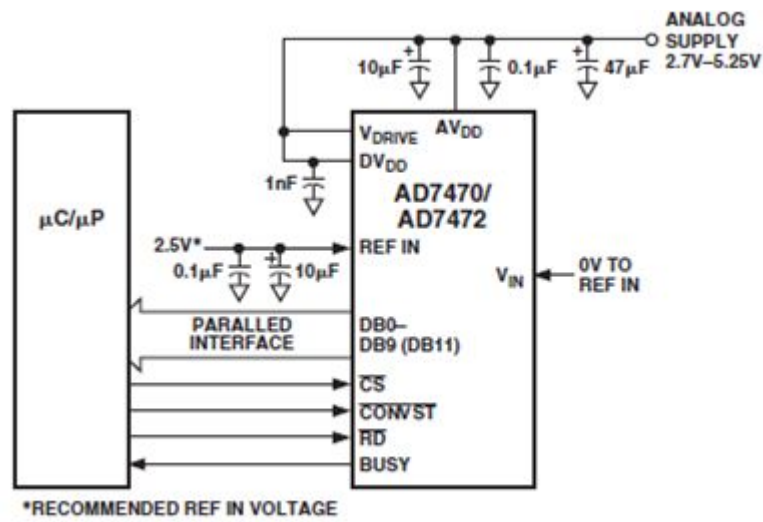 ANALOG
SUPPLY
2.7V–5.25V
10µF
+
0.1µF
+
47µF
VDRIVE
AVDD
DVDD
1nF
AD7470/
AD7472
µC/µP
2.5V*
REF IN
0.1µF
+
10µF
VIN
0V TO
REF IN
PARALLED
INTERFACE
DB0–
DB9 (DB11)
CS
CONVST
RD
BUSY
*RECOMMENDED REF IN VOLTAGE